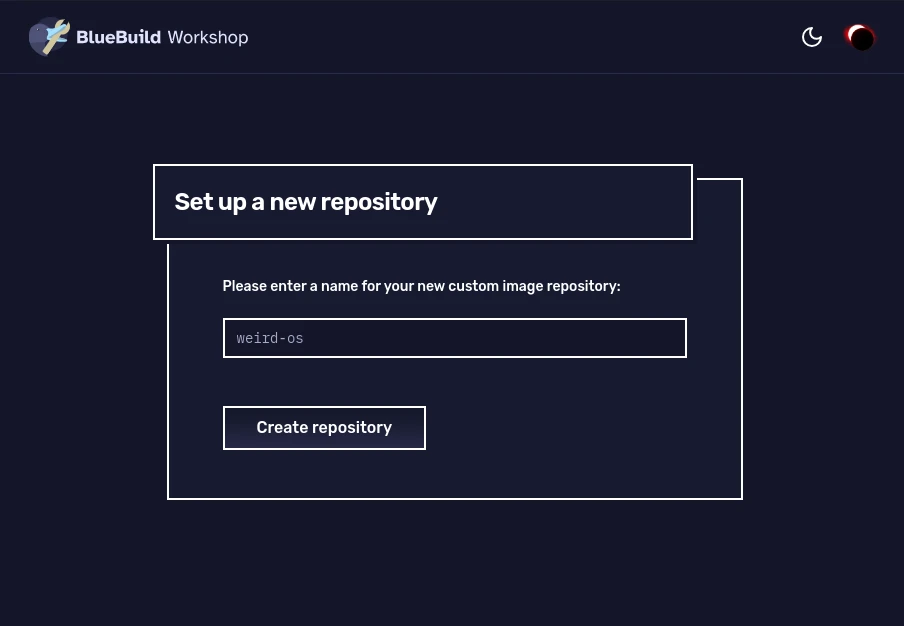 BlueBuild Workshop
Set up a new repository
Please enter a name for your new custom image repository:
weird-os
Create repository